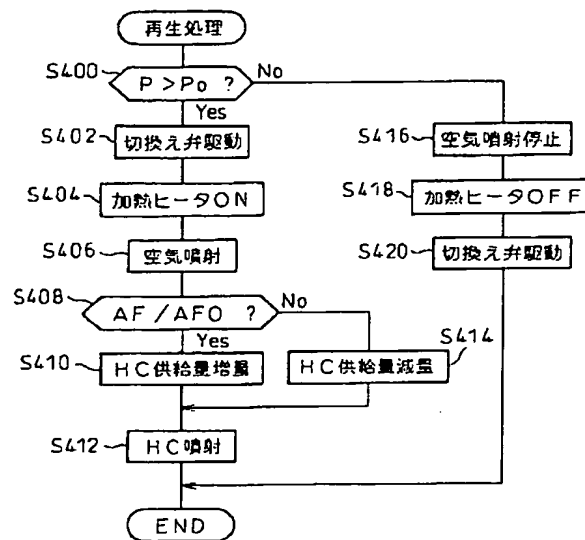 再生処理
S400
P>Po ?
No
Yes
S402
切換え弁駆動
S416
空気噴射停止
S404
加熱ヒータON
S418
加熱ヒータOFF
S406
空気噴射
S420
切換え弁駆動
S408
AF/AFO ?
No
Yes
S410
HC供給量増量
HC供給量減量
S414
S412
HC噴射
END